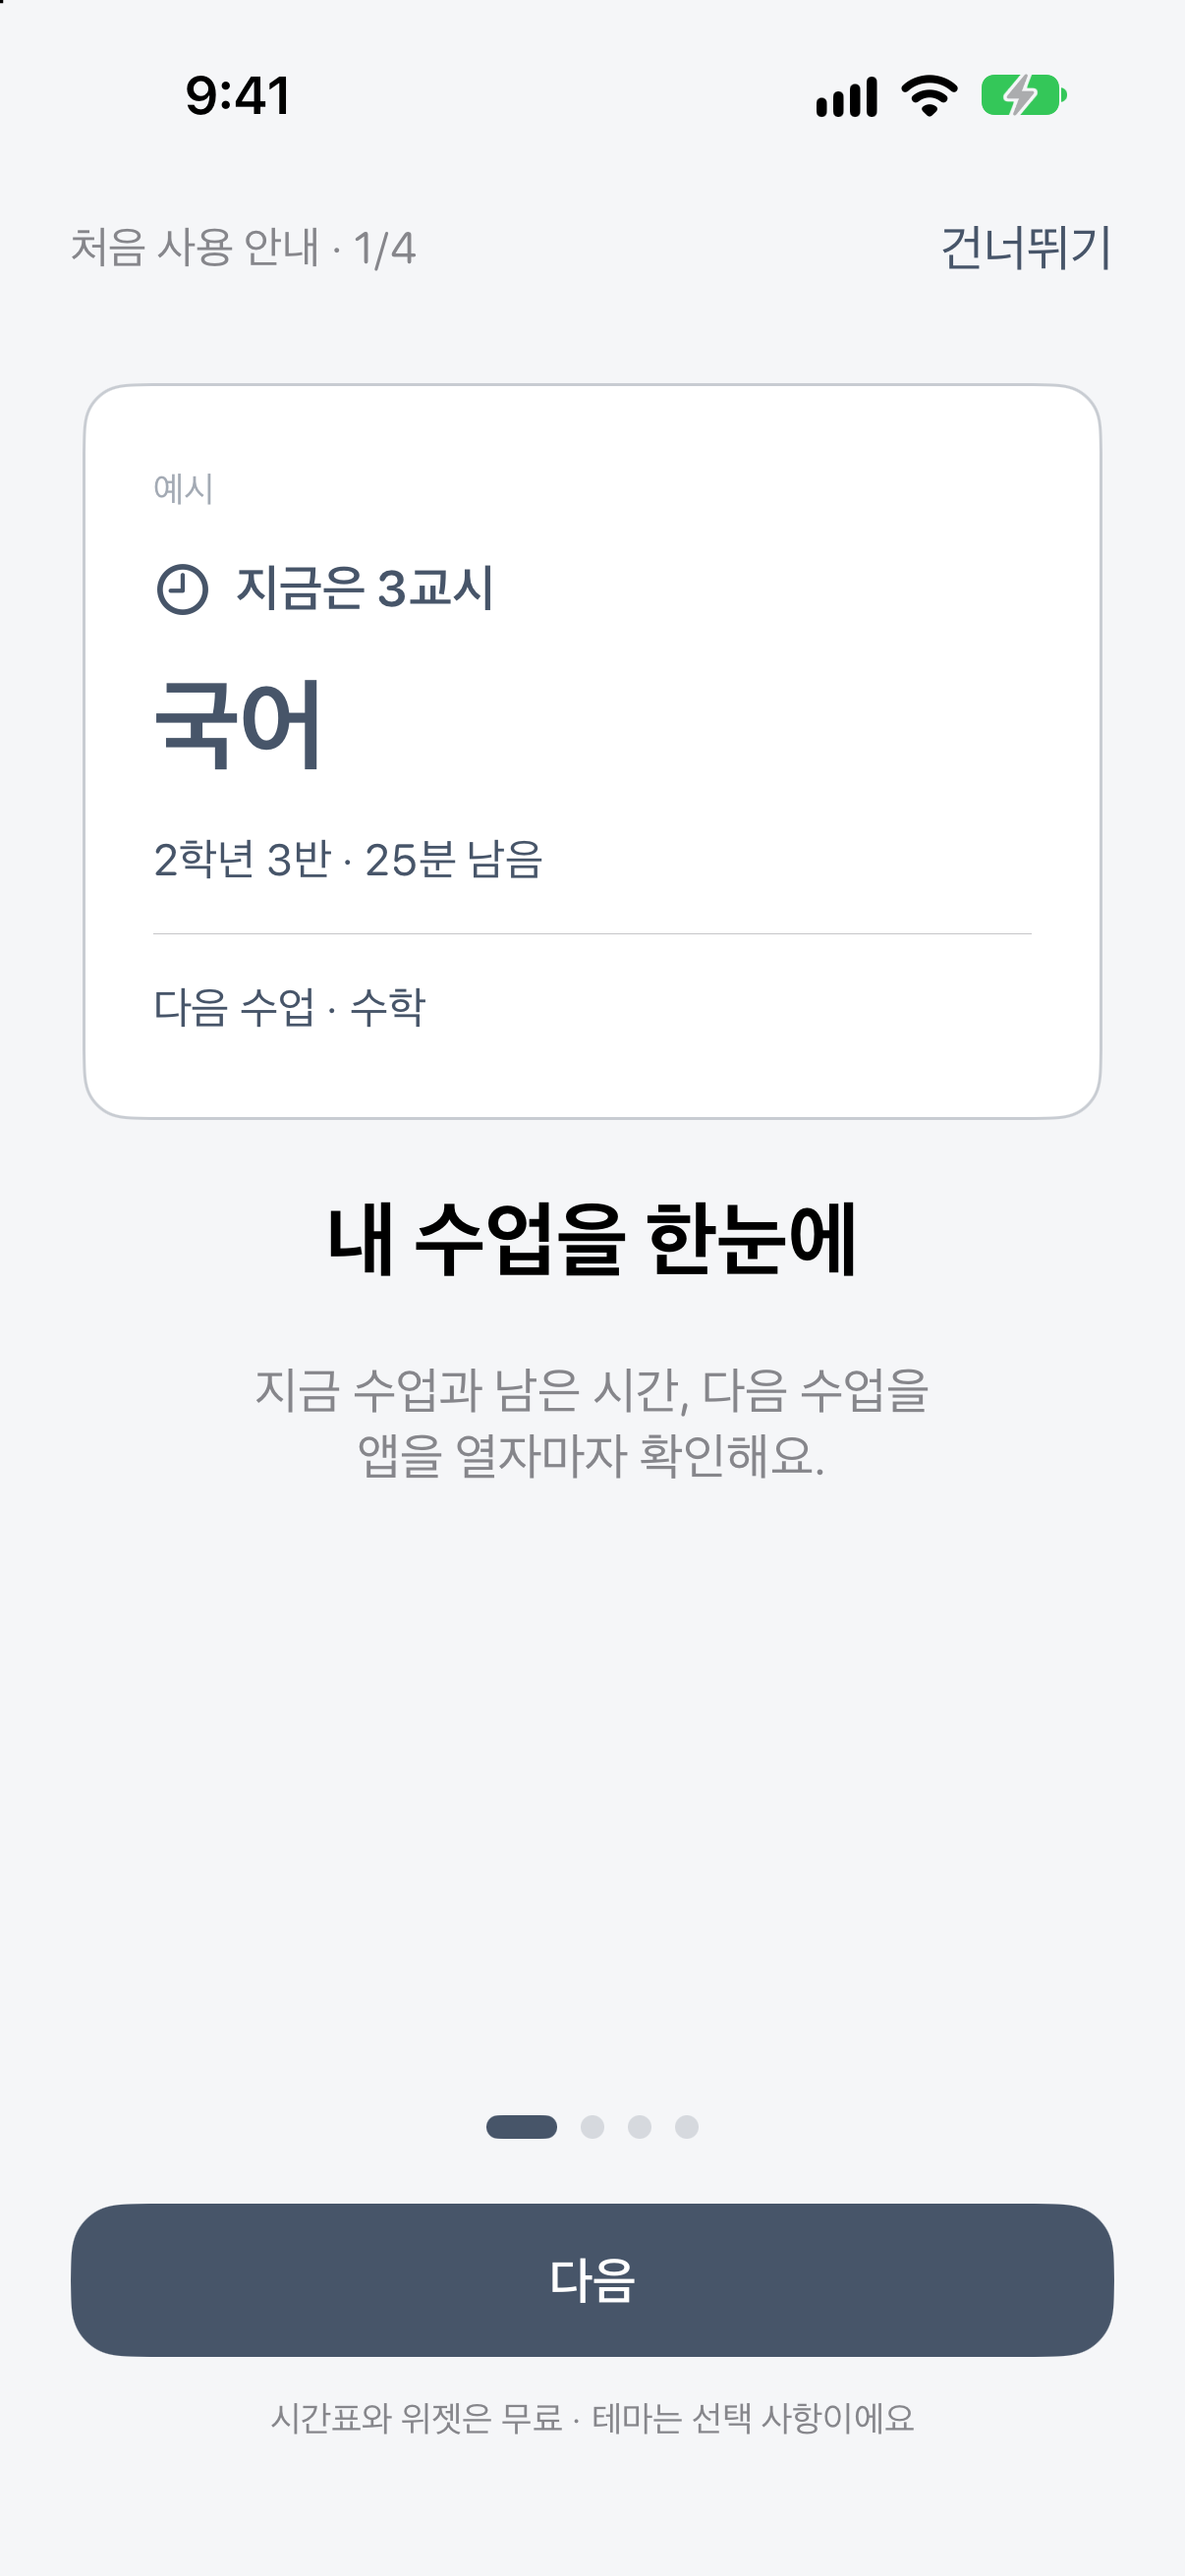 9:41
처음 사용 안내 · 1/4
건너뛰기
예시
지금은 3교시
국어
2학년 3반 · 25분 남음
다음 수업 · 수학
내 수업을 한눈에
지금 수업과 남은 시간, 다음 수업을
앱을 열자마자 확인해요.
다음
시간표와 위젯은 무료 · 테마는 선택 사항이에요